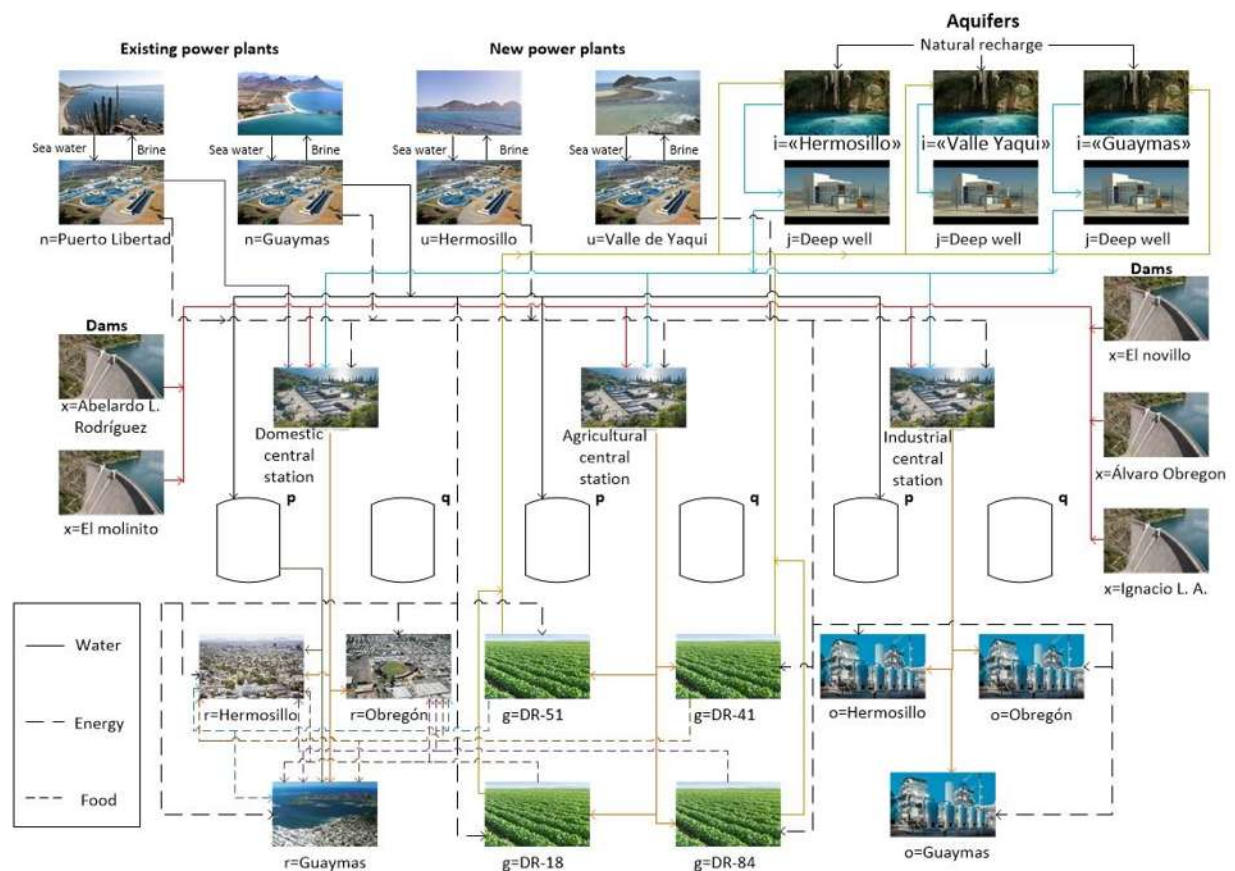 Aquifers
Existing power plants
New power plants
Natural recharge
Sea water
Brine
Sea water
Brine
Sea water
Brine
Sea water
Brine
i=«Hermosillo»
i=«Valle Yaqui»
i=«Guaymas»
n=Puerto Libertad
n=Guaymas
u=Hermosillo
u=Valle de Yaqui
j=Deep well
j=Deep well
j=Deep well
Dams
Dams
x=El novillo
x=Abelardo L.
Rodríguez
Domestic
central
station
Agricultural
central
station
Industrial
central
station
x=Álvaro Obregon
x=El molinito
p
q
p
q
p
q
x=Ignacio L. A.
Water
Energy
Food
r=Hermosillo
r=Obregón
g=DR-51
g=DR-41
o=Hermosillo
o=Obregón
r=Guaymas
g=DR-18
g=DR-84
o=Guaymas